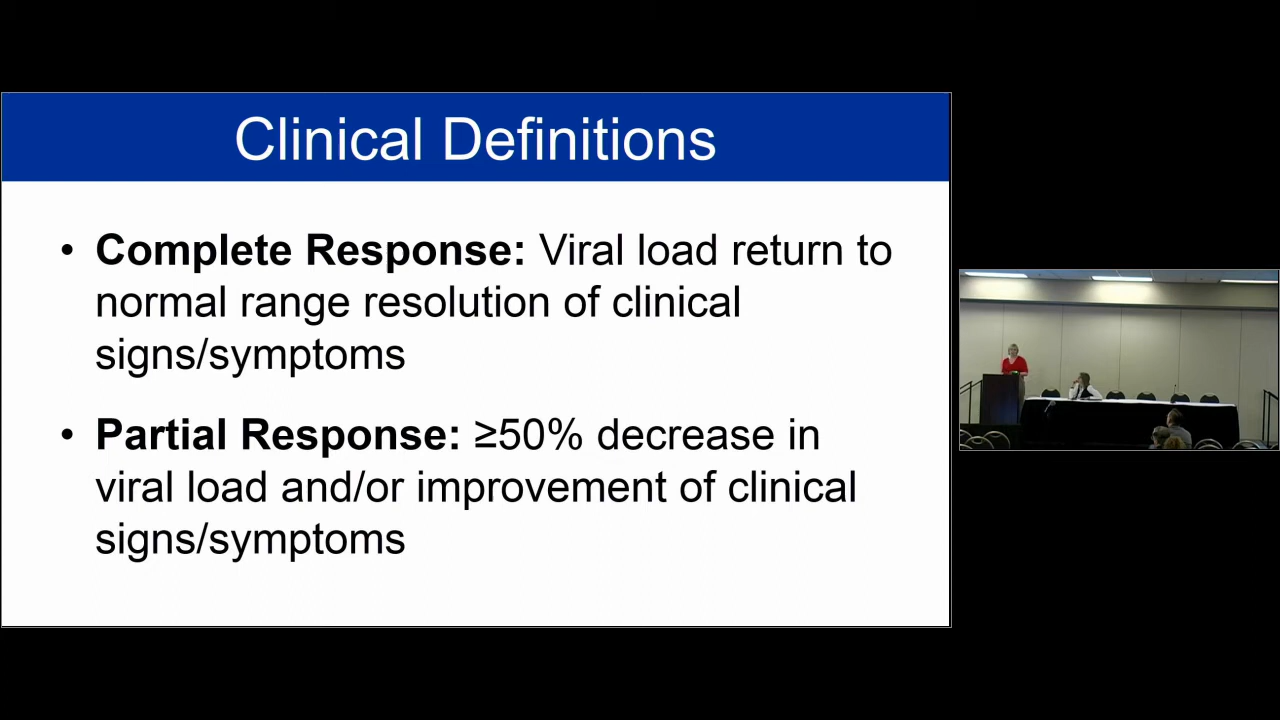 Clinical Definitions
• Complete Response: Viral load return to
normal range resolution of clinical
signs/symptoms
• Partial Response: ≥50% decrease in
viral load and/or improvement of clinical
signs/symptoms